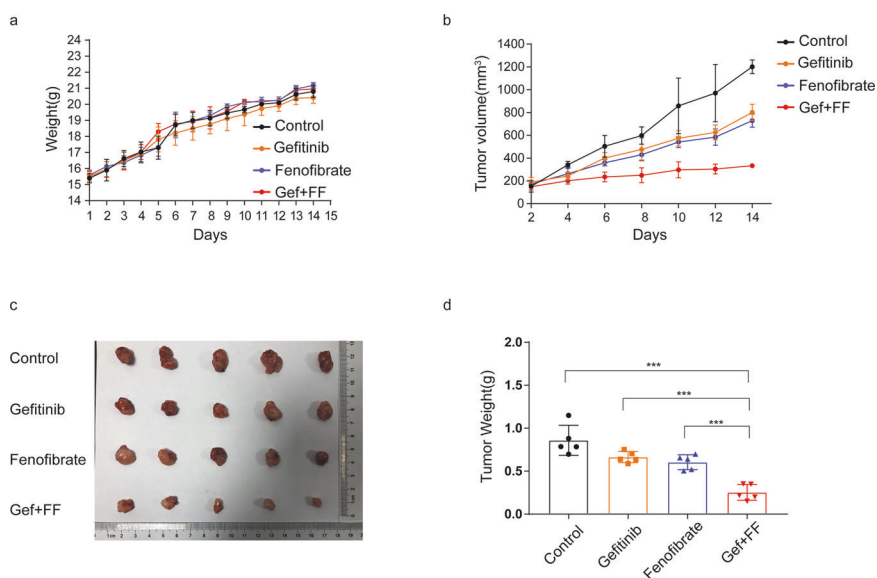 a
Weight(g)
24
23
22
21
20
19
18
17
16
15
14
1 2 3 4 5 6 7 8 9 10 11 12 13 14 15
Days
Control
Gefitinib
Fenofibrate
Gef+FF
b
Tumor volume(mm³)
1200
1000
800
600
400
200
0
2 4 6 8 10 12 14
Days
Control
Gefitinib
Fenofibrate
Gef+FF
c
Control
Gefitinib
Fenofibrate
Gef+FF
d
Tumor Weight(g)
2.0
1.5
1.0
0.5
0.0
***
***
***
Control
Gefitinib
Fenofibrate
Gef+FF